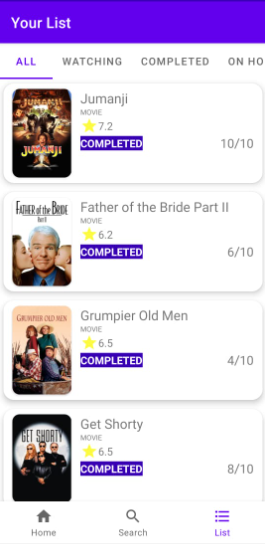 Your List
ALL WATCHING COMPLETED ON HO
JUMANJI
JUMANJI
Jumanji
MOVIE
7.2
COMPLETED 10/10
FATHER of the BRIDE
Part II
Father of the Bride Part II
MOVIE
6.2
COMPLETED 6/10
GRUMPIER OLD MEN
Grumpier Old Men
MOVIE
6.5
COMPLETED 4/10
GET SHORTY
Get Shorty
MOVIE
6.5
COMPLETED 8/10
Home Search List